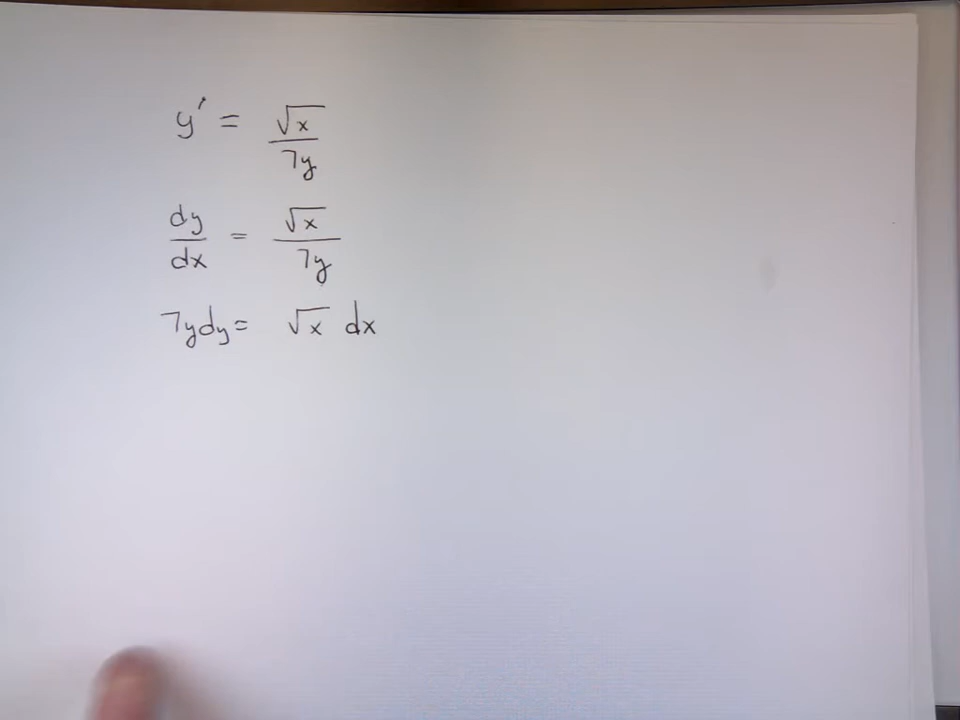 y' = √x / 7y
dy/dx = √x / 7y
7ydy = √x dx